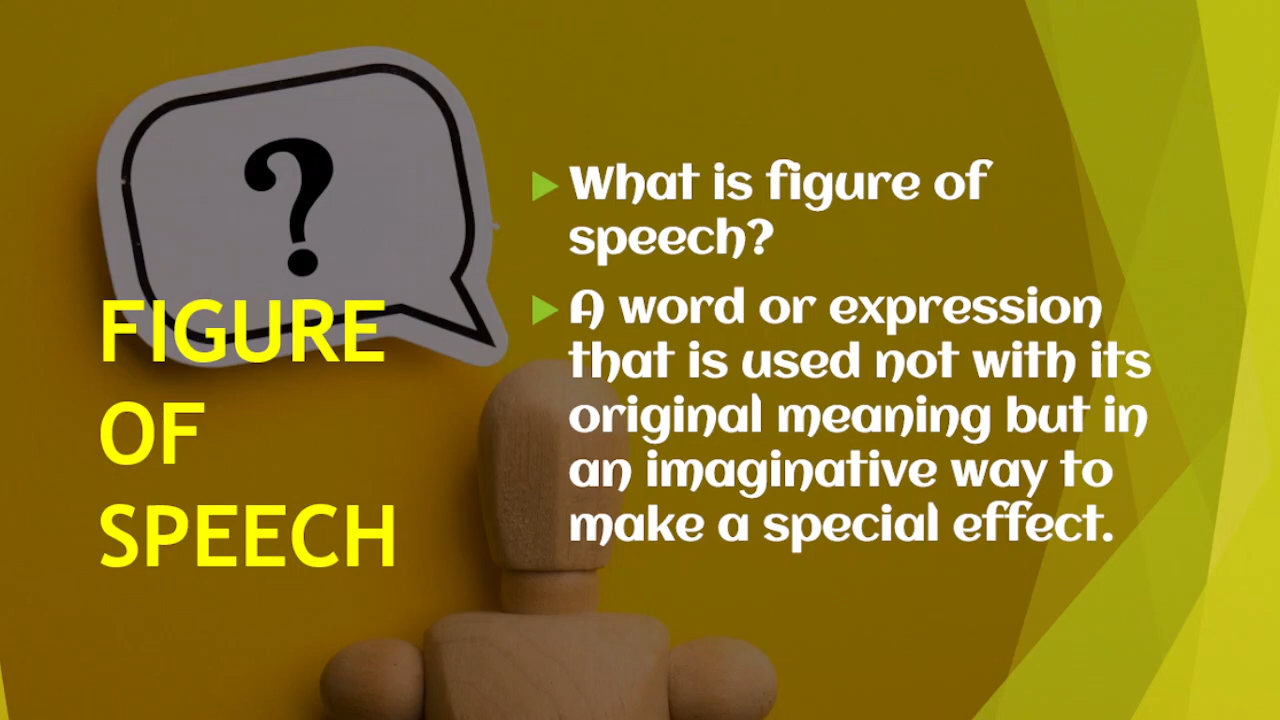 ?
FIGURE
OF
SPEECH
What is figure of
speech?
A word or expression
that is used not with its
original meaning but in
an imaginative way to
make a special effect.